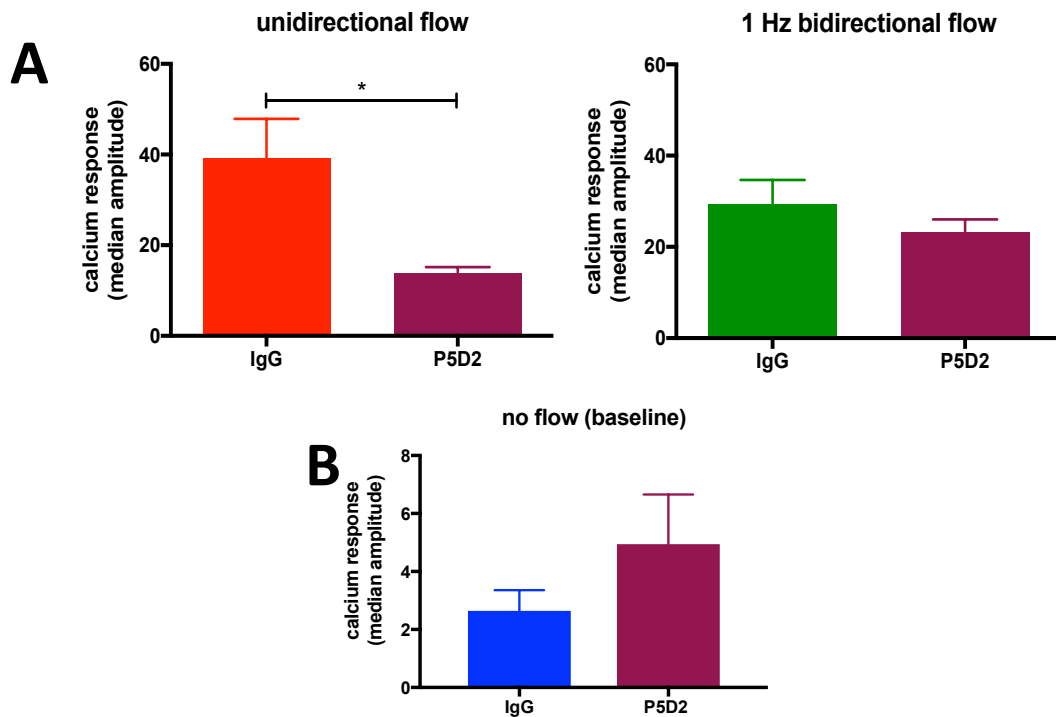 unidirectional flow
1 Hz bidirectional flow
A
60
40
20
0
calcium response
(median amplitude)
*
IgG
P5D2
60
40
20
0
calcium response
(median amplitude)
IgG
P5D2
no flow (baseline)
B
8
6
4
2
0
calcium response
(median amplitude)
IgG
P5D2